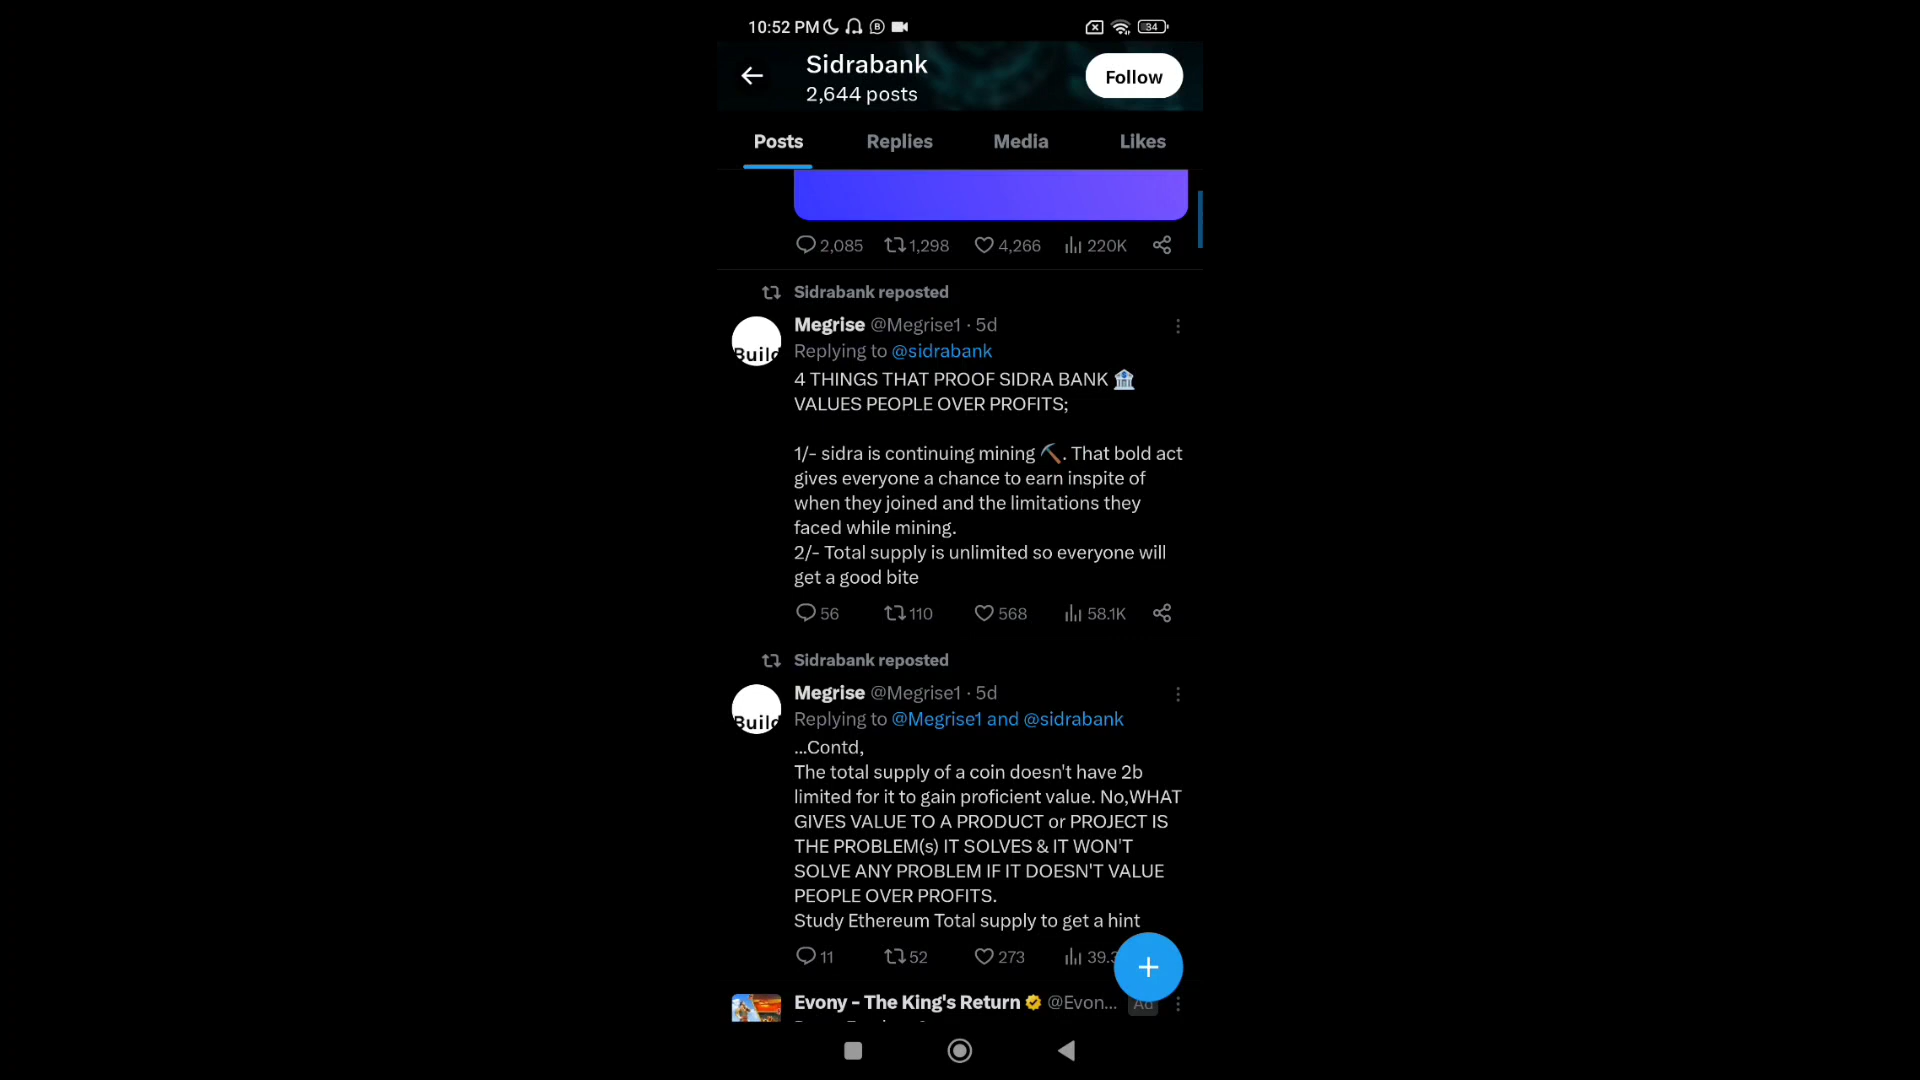 10:52 PM
34
Sidrabank
2,644 posts
Follow
Posts
Replies
Media
Likes
2,085 1,298 4,266 220K
Sidrabank reposted
Megrise @Megrise1 · 5d
Replying to @sidrabank
4 THINGS THAT PROOF SIDRA BANK 🏦
VALUES PEOPLE OVER PROFITS;
1/- sidra is continuing mining ⛏️. That bold act
gives everyone a chance to earn inspite of
when they joined and the limitations they
faced while mining.
2/- Total supply is unlimited so everyone will
get a good bite
56 110 568 58.1K
Sidrabank reposted
Megrise @Megrise1 · 5d
Replying to @Megrise1 and @sidrabank
...Contd,
The total supply of a coin doesn't have 2b
limited for it to gain proficient value. No,WHAT
GIVES VALUE TO A PRODUCT or PROJECT IS
THE PROBLEM(s) IT SOLVES & IT WON'T
SOLVE ANY PROBLEM IF IT DOESN'T VALUE
PEOPLE OVER PROFITS.
Study Ethereum Total supply to get a hint
11 52 273
Evony - The King's Return @Evon... Ad